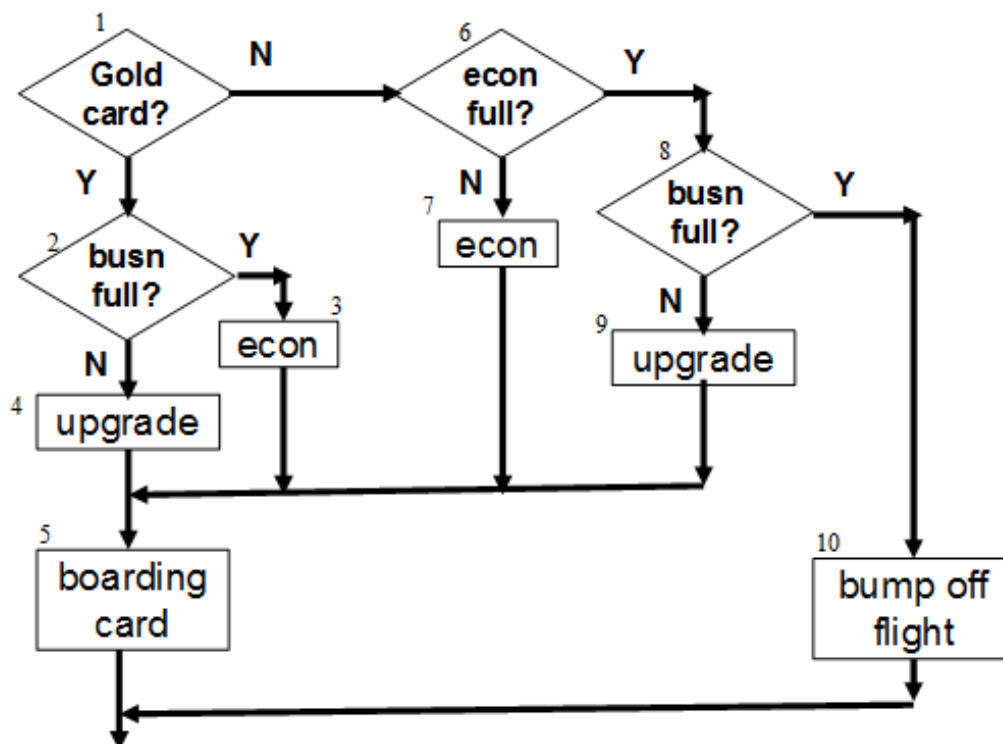 1
Gold
card?
N
6
econ
full?
Y
Y
2
busn
full?
Y
3
econ
N
4
upgrade
5
boarding
card
N
7
econ
8
busn
full?
Y
N
9
upgrade
10
bump off
flight